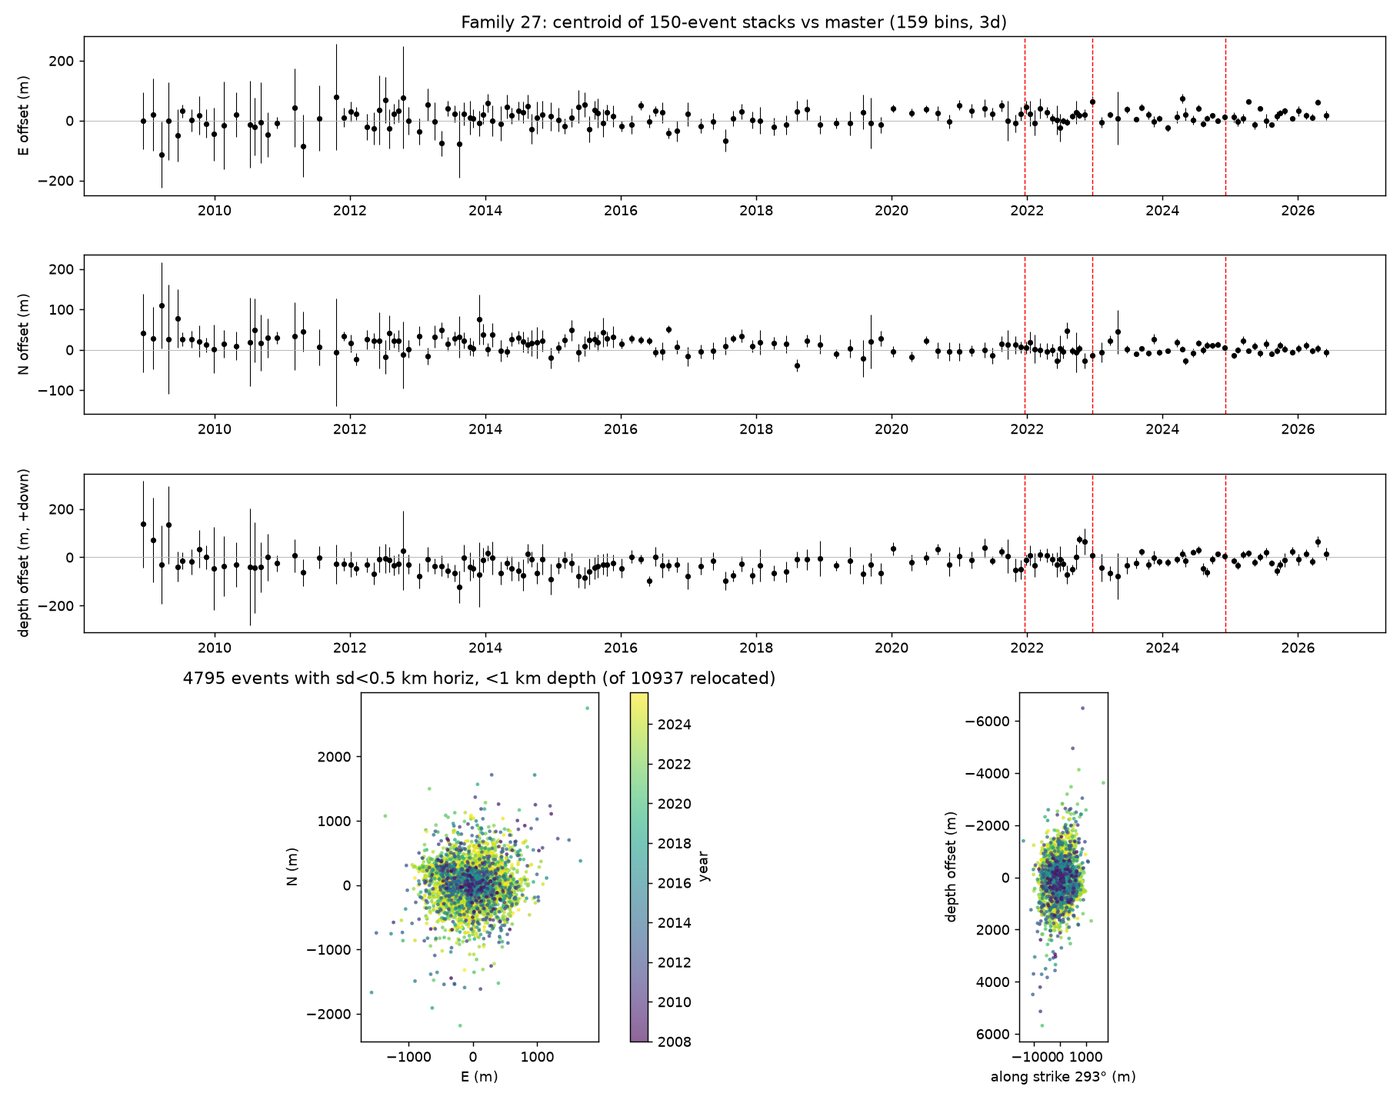 Family 27: centroid of 150-event stacks vs master (159 bins, 3d)
E offset (m)
200
0
−200
2010 2012 2014 2016 2018 2020 2022 2024 2026
N offset (m)
200
100
0
−100
2010 2012 2014 2016 2018 2020 2022 2024 2026
depth offset (m, +down)
200
0
−200
2010 2012 2014 2016 2018 2020 2022 2024 2026
4795 events with sd<0.5 km horiz, <1 km depth (of 10937 relocated)
N (m)
2000
1000
0
−1000
−2000
−1000 0 1000
E (m)
2024
2022
2020
2018
2016
2014
2012
2010
2008
year
depth offset (m)
−6000
−4000
−2000
0
2000
4000
6000
−1000 0 1000
along strike 293° (m)